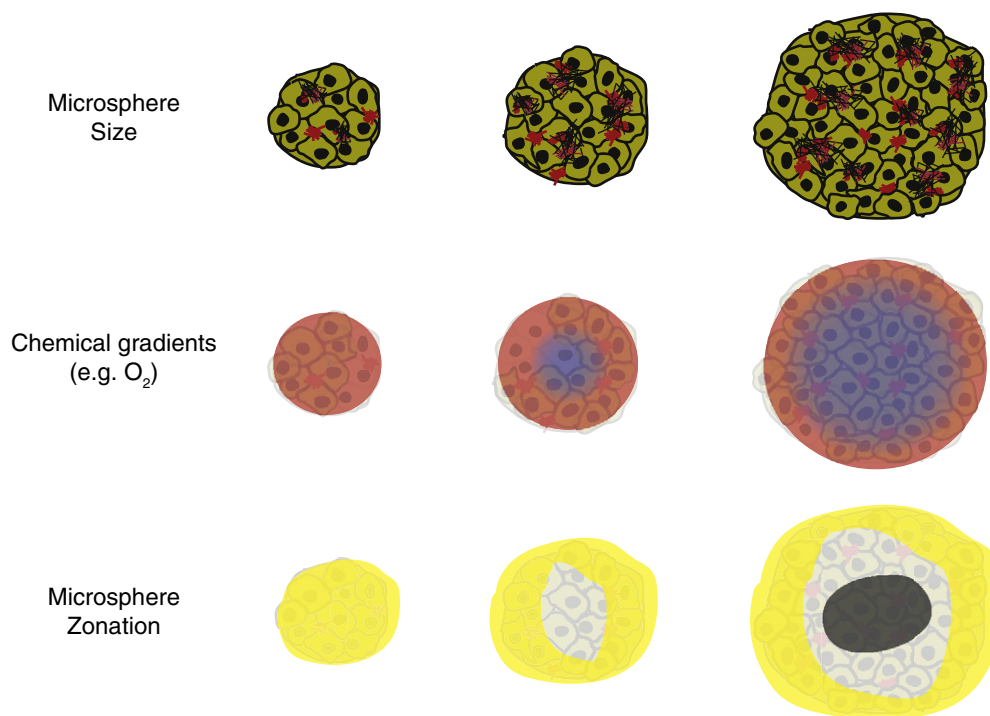 Microsphere
Size
Chemical gradients
(e.g. O₂)
Microsphere
Zonation